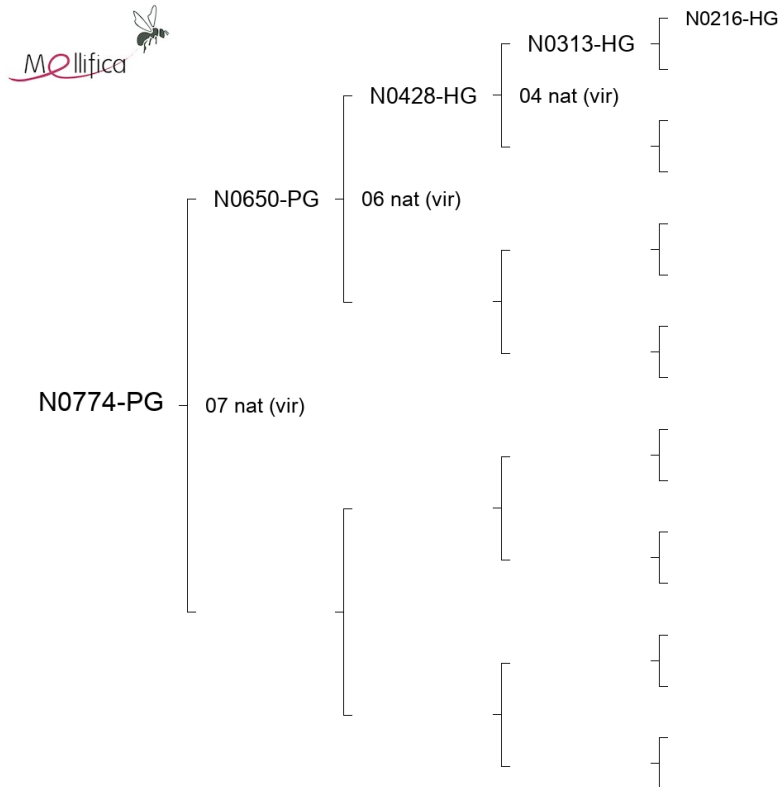 Mellifica
N0216-HG
N0313-HG
N0428-HG
04 nat (vir)
N0650-PG
06 nat (vir)
N0774-PG
07 nat (vir)